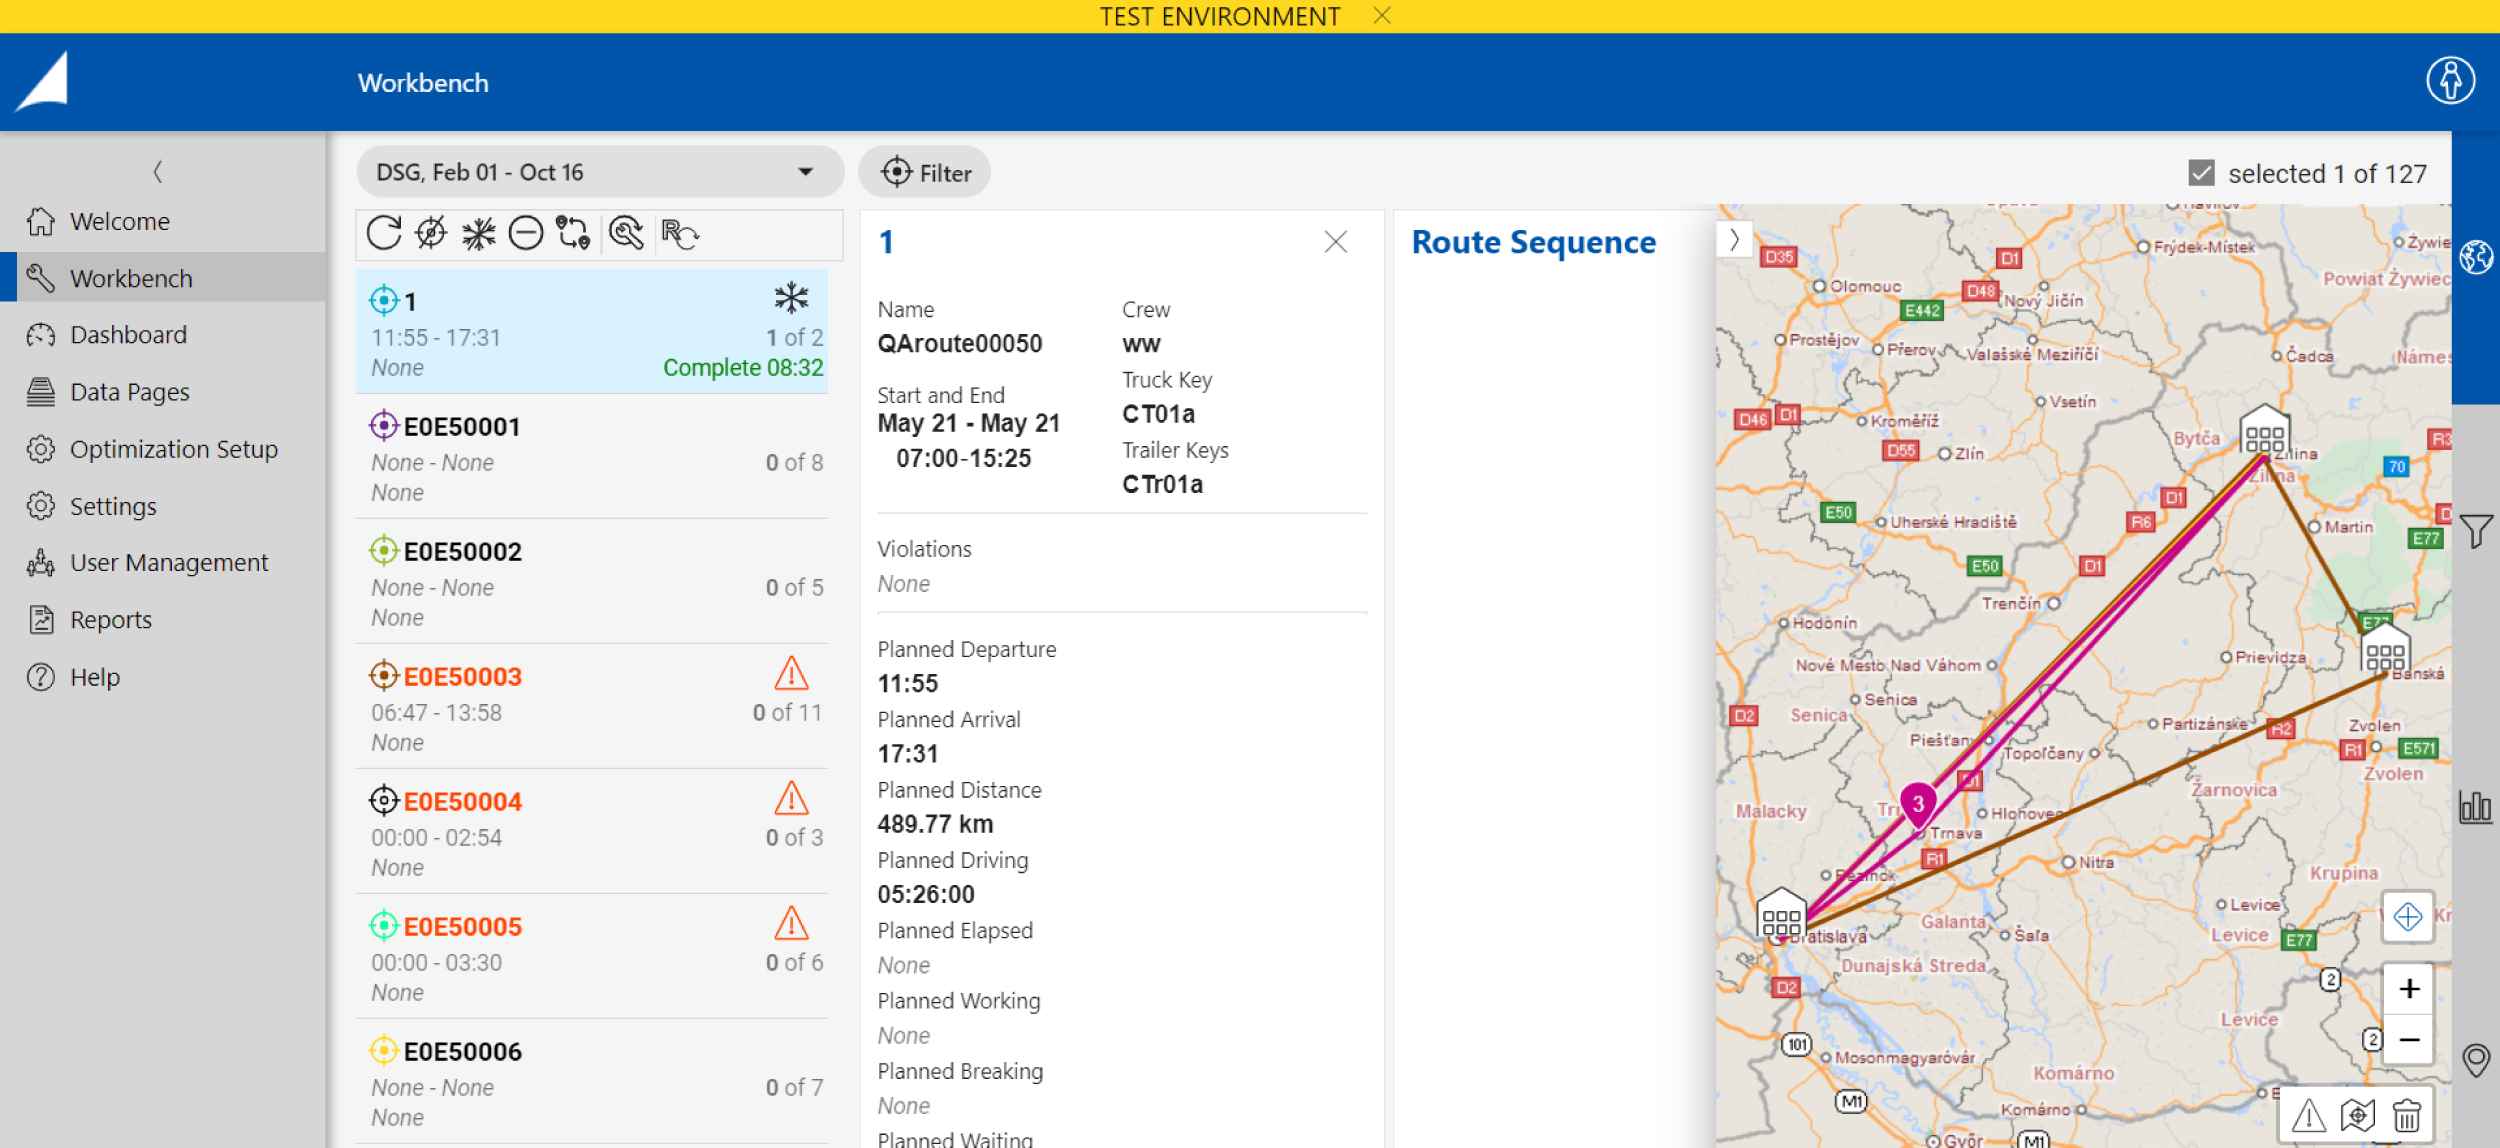 TEST ENVIRONMENT
Workbench
Welcome
Workbench
Dashboard
Data Pages
Optimization Setup
Settings
User Management
Reports
Help
DSG, Feb 01 - Oct 16
Filter
selected 1 of 127
1
11:55 - 17:31
1 of 2
None
Complete 08:32
E0E50001
None - None
0 of 8
None
E0E50002
None - None
0 of 5
None
E0E50003
06:47 - 13:58
0 of 11
None
E0E50004
00:00 - 02:54
0 of 3
None
E0E50005
00:00 - 03:30
0 of 6
None
E0E50006
None - None
0 of 7
None
1
Name
QAroute00050
Crew
ww
Start and End
May 21 - May 21
07:00-15:25
Truck Key
CT01a
Trailer Keys
CTr01a
Violations
None
Planned Departure
11:55
Planned Arrival
17:31
Planned Distance
489.77 km
Planned Driving
05:26:00
Planned Elapsed
None
Planned Working
None
Planned Breaking
None
Planned Waiting
Route Sequence
D35
D1
Frýdek-Místek
Powiat Żywiec
Olomouc
D48
Nový Jičín
E442
Prostějov
Přerov
Valašské Meziříčí
Čadca
Vsetín
D46
D1
Kroměříž
Bytča
D55
Zlín
Žilina
Žilina
70
D1
E50
Uherské Hradiště
R6
Martin
E77
E50
D1
Trenčín
Hodonín
E77
Nové Mesto Nad Váhom
Prievidza
Banská
Senica
D2
Senica
Partizánske
R2
Zvolen
Piešťany
Topoľčany
R1
E571
Zvolen
D1
Žarnovica
Malacky
3
Hlohovec
Trnava
R1
Nitra
Pezinok
Krupina
Levice
Bratislava
Galanta
Šaľa
Levice
E77
Dunajská Streda
D2
2
Levice
101
2
Mosonmagyaróvár
Komárno
M1
Komárno
Győr
M1